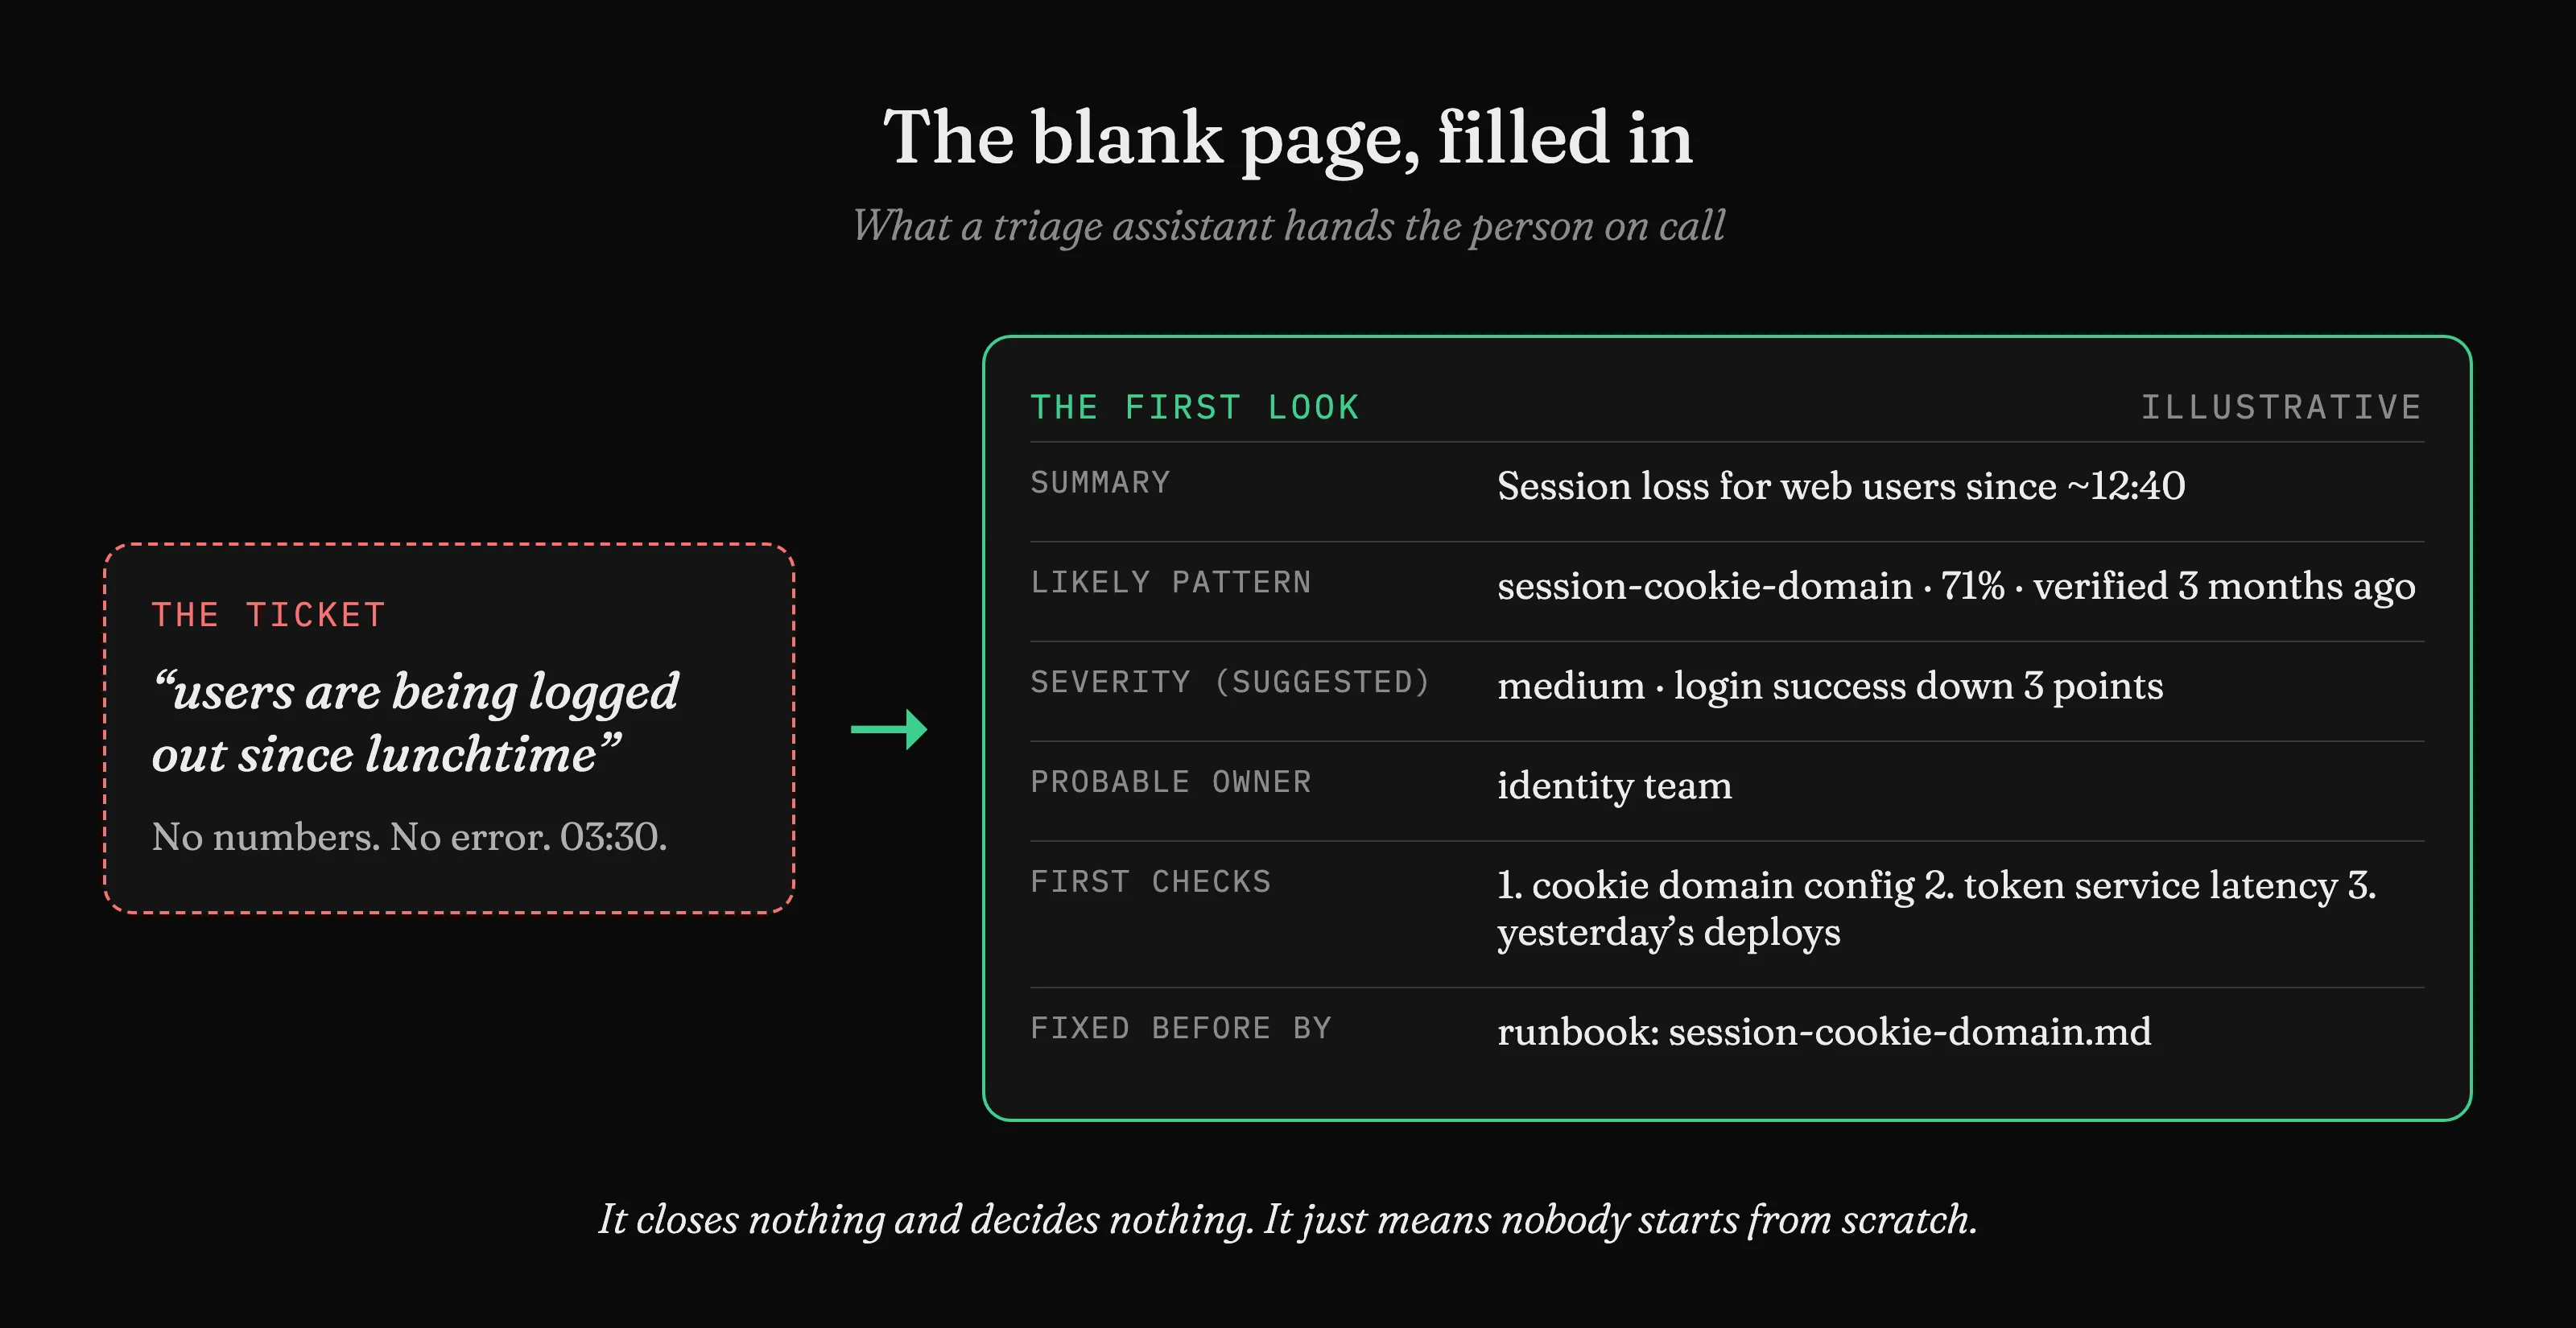 The blank page, filled in
What a triage assistant hands the person on call
THE TICKET
“users are being logged
out since lunchtime”
No numbers. No error. 03:30.
THE FIRST LOOK ILLUSTRATIVE
SUMMARY Session loss for web users since ~12:40
LIKELY PATTERN session-cookie-domain · 71% · verified 3 months ago
SEVERITY (SUGGESTED) medium · login success down 3 points
PROBABLE OWNER identity team
FIRST CHECKS 1. cookie domain config 2. token service latency 3.
yesterday’s deploys
FIXED BEFORE BY runbook: session-cookie-domain.md
It closes nothing and decides nothing. It just means nobody starts from scratch.